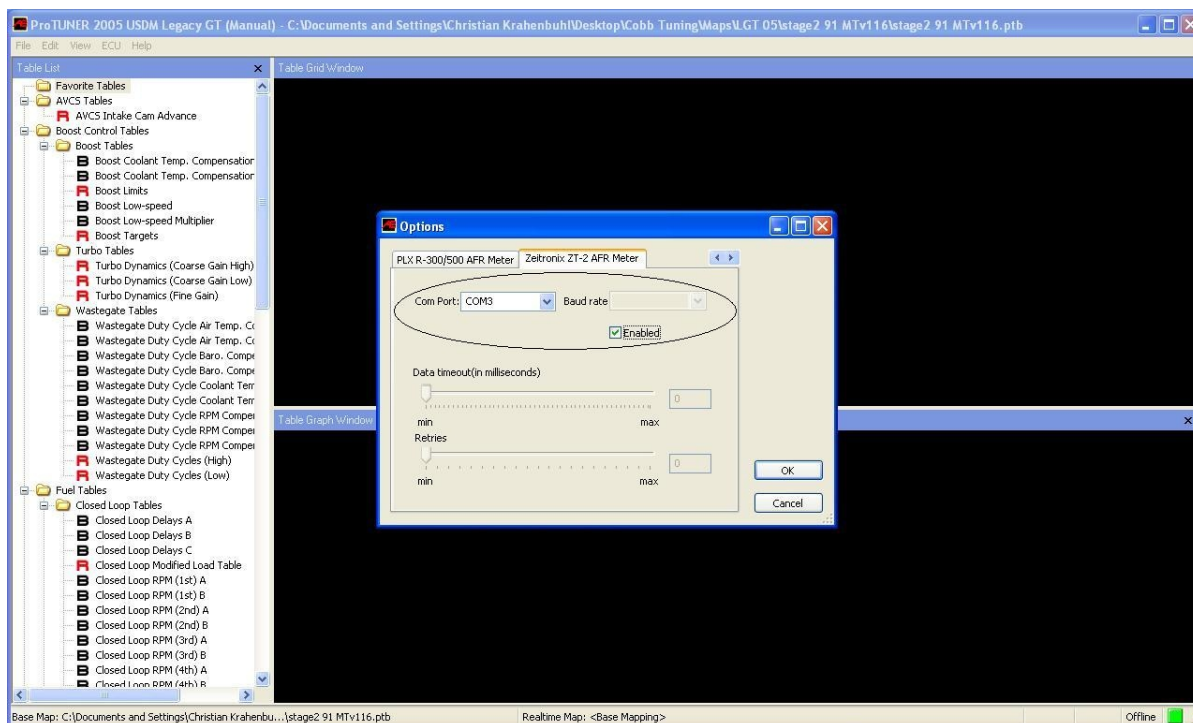 ProTUNER 2005 USDM Legacy GT (Manual) - C:\Documents and Settings\Christian Krahenbuhl\Desktop\Cobb Tuning\Maps\LGT 05\stage2 91 MTv116\stage2 91 MTv116.ptb
File Edit View ECU Help
Table List
Favorite Tables
AVCS Tables
R AVCS Intake Cam Advance
Boost Control Tables
Boost Tables
B Boost Coolant Temp. Compensation
B Boost Coolant Temp. Compensation
R Boost Limits
B Boost Low-speed
B Boost Low-speed Multiplier
R Boost Targets
Turbo Tables
R Turbo Dynamics (Coarse Gain High)
R Turbo Dynamics (Coarse Gain Low)
R Turbo Dynamics (Fine Gain)
Wastegate Tables
B Wastegate Duty Cycle Air Temp. Co
B Wastegate Duty Cycle Air Temp. Co
B Wastegate Duty Cycle Baro. Compe
B Wastegate Duty Cycle Baro. Compe
B Wastegate Duty Cycle Coolant Tem
B Wastegate Duty Cycle Coolant Tem
B Wastegate Duty Cycle RPM Compe
B Wastegate Duty Cycle RPM Compe
B Wastegate Duty Cycle RPM Compe
R Wastegate Duty Cycles (High)
R Wastegate Duty Cycles (Low)
Fuel Tables
Closed Loop Tables
B Closed Loop Delays A
B Closed Loop Delays B
B Closed Loop Delays C
R Closed Loop Modified Load Table
B Closed Loop RPM (1st) A
B Closed Loop RPM (1st) B
B Closed Loop RPM (2nd) A
B Closed Loop RPM (2nd) B
B Closed Loop RPM (3rd) A
B Closed Loop RPM (3rd) B
B Closed Loop RPM (4th) A
B Closed Loop RPM (4th) B
Table Grid Window
Options
PLX R-300/500 AFR Meter Zeitronix ZT-2 AFR Meter
Com Port: COM3 Baud rate
Enabled
Data timeout(in milliseconds)
0
min max
Retries
0
min max
OK
Cancel
Table Graph Window
Base Map: C:\Documents and Settings\Christian Krahenbu...\stage2 91 MTv116.ptb Realtime Map: <Base Mapping> Offline